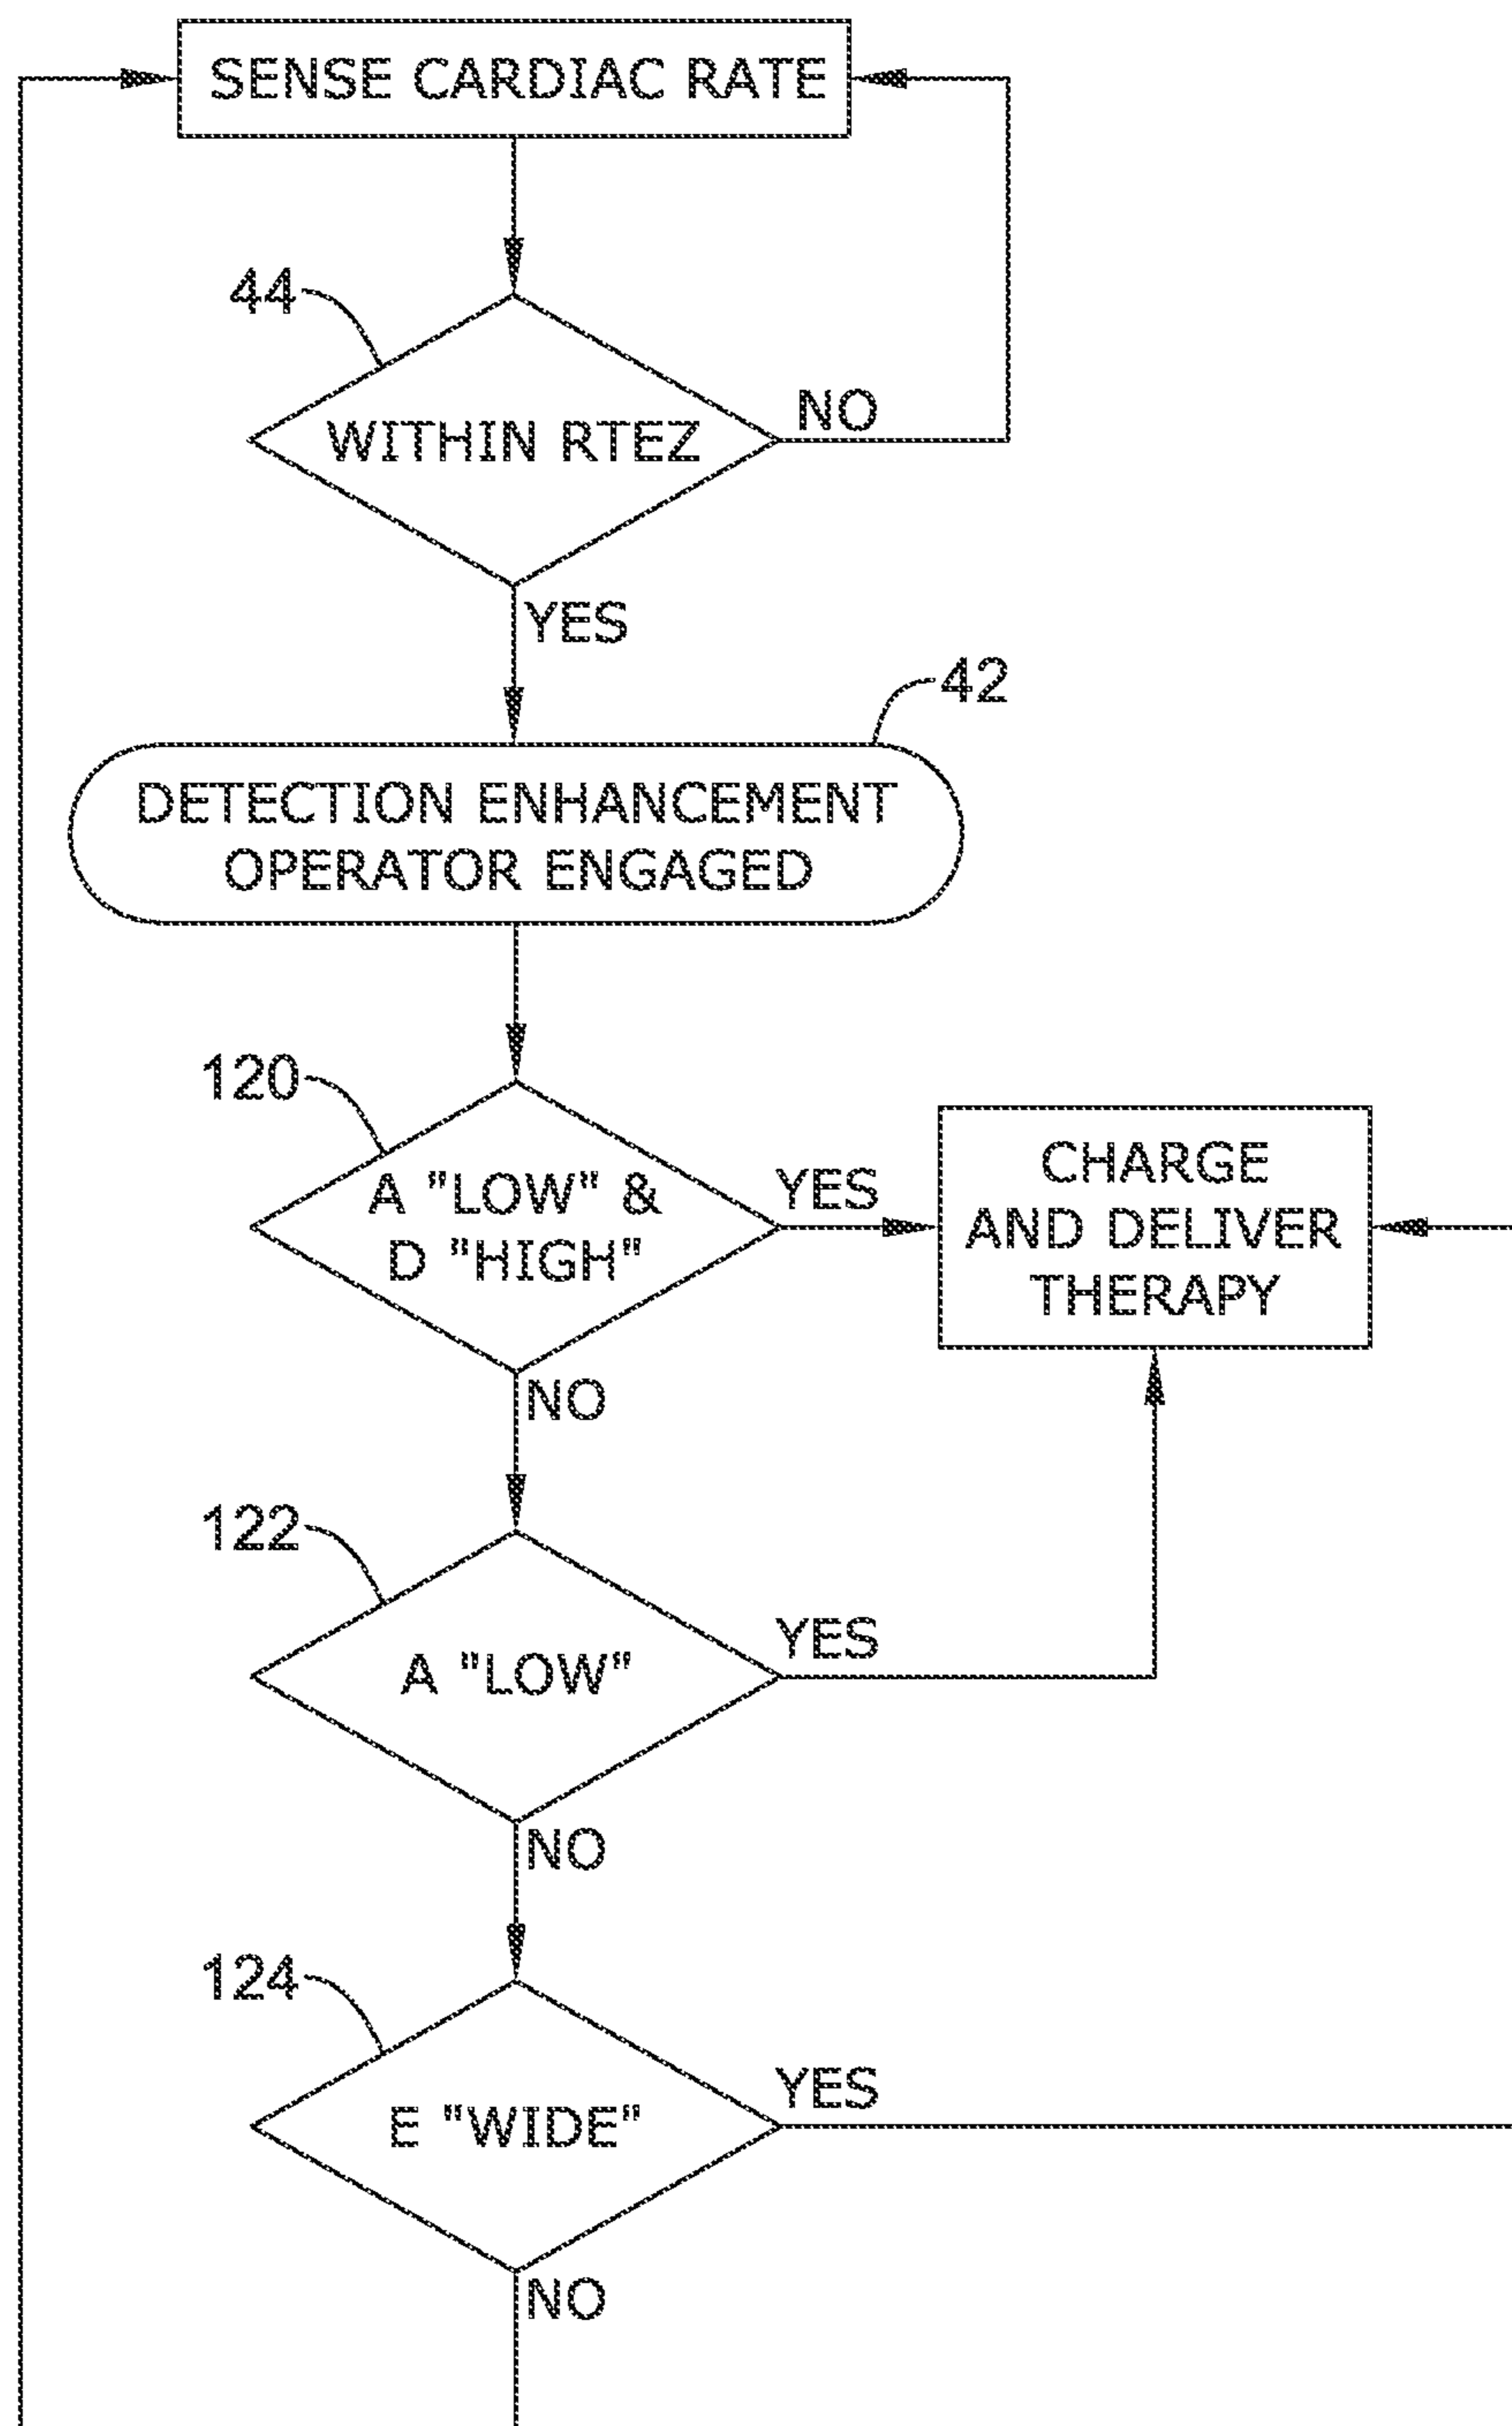 SENSE CARDIAC RATE
44
WITHIN RTEZ
NO
YES
42
DETECTION ENHANCEMENT
OPERATOR ENGAGED
120
A "LOW" &
D "HIGH"
YES
CHARGE
AND DELIVER
THERAPY
NO
122
A "LOW"
YES
NO
124
E "WIDE"
YES
NO